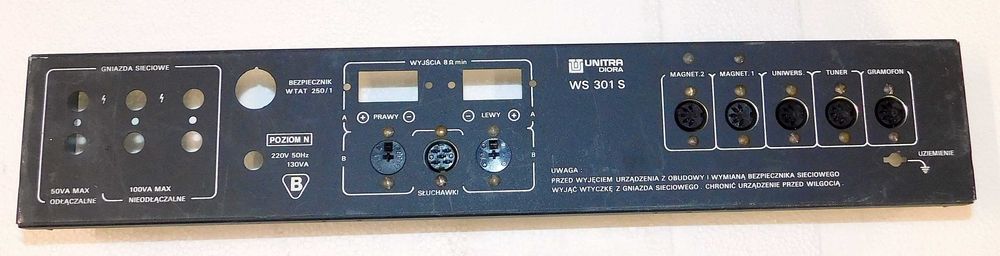 GNIAZDA SIECIOWE
50VA MAX
ODŁĄCZALNE
100VA MAX
NIEODŁĄCZALNE
BEZPIECZNIK
WTAT 250/1
POZIOM N
220V 50Hz
130VA
B
WYJŚCIA 8Ω min
A
+ PRAWY −
− LEWY +
A
B
B
SŁUCHAWKI
UNITRA
DIORA
WS 301 S
MAGNET.2
MAGNET.1
UNIWERS.
TUNER
GRAMOFON
UZIEMIENIE
UWAGA :
PRZED WYJĘCIEM URZĄDZENIA Z OBUDOWY I WYMIANĄ BEZPIECZNIKA SIECIOWEGO
WYJĄĆ WTYCZKĘ Z GNIAZDA SIECIOWEGO. CHRONIĆ URZĄDZENIE PRZED WILGOCIĄ.